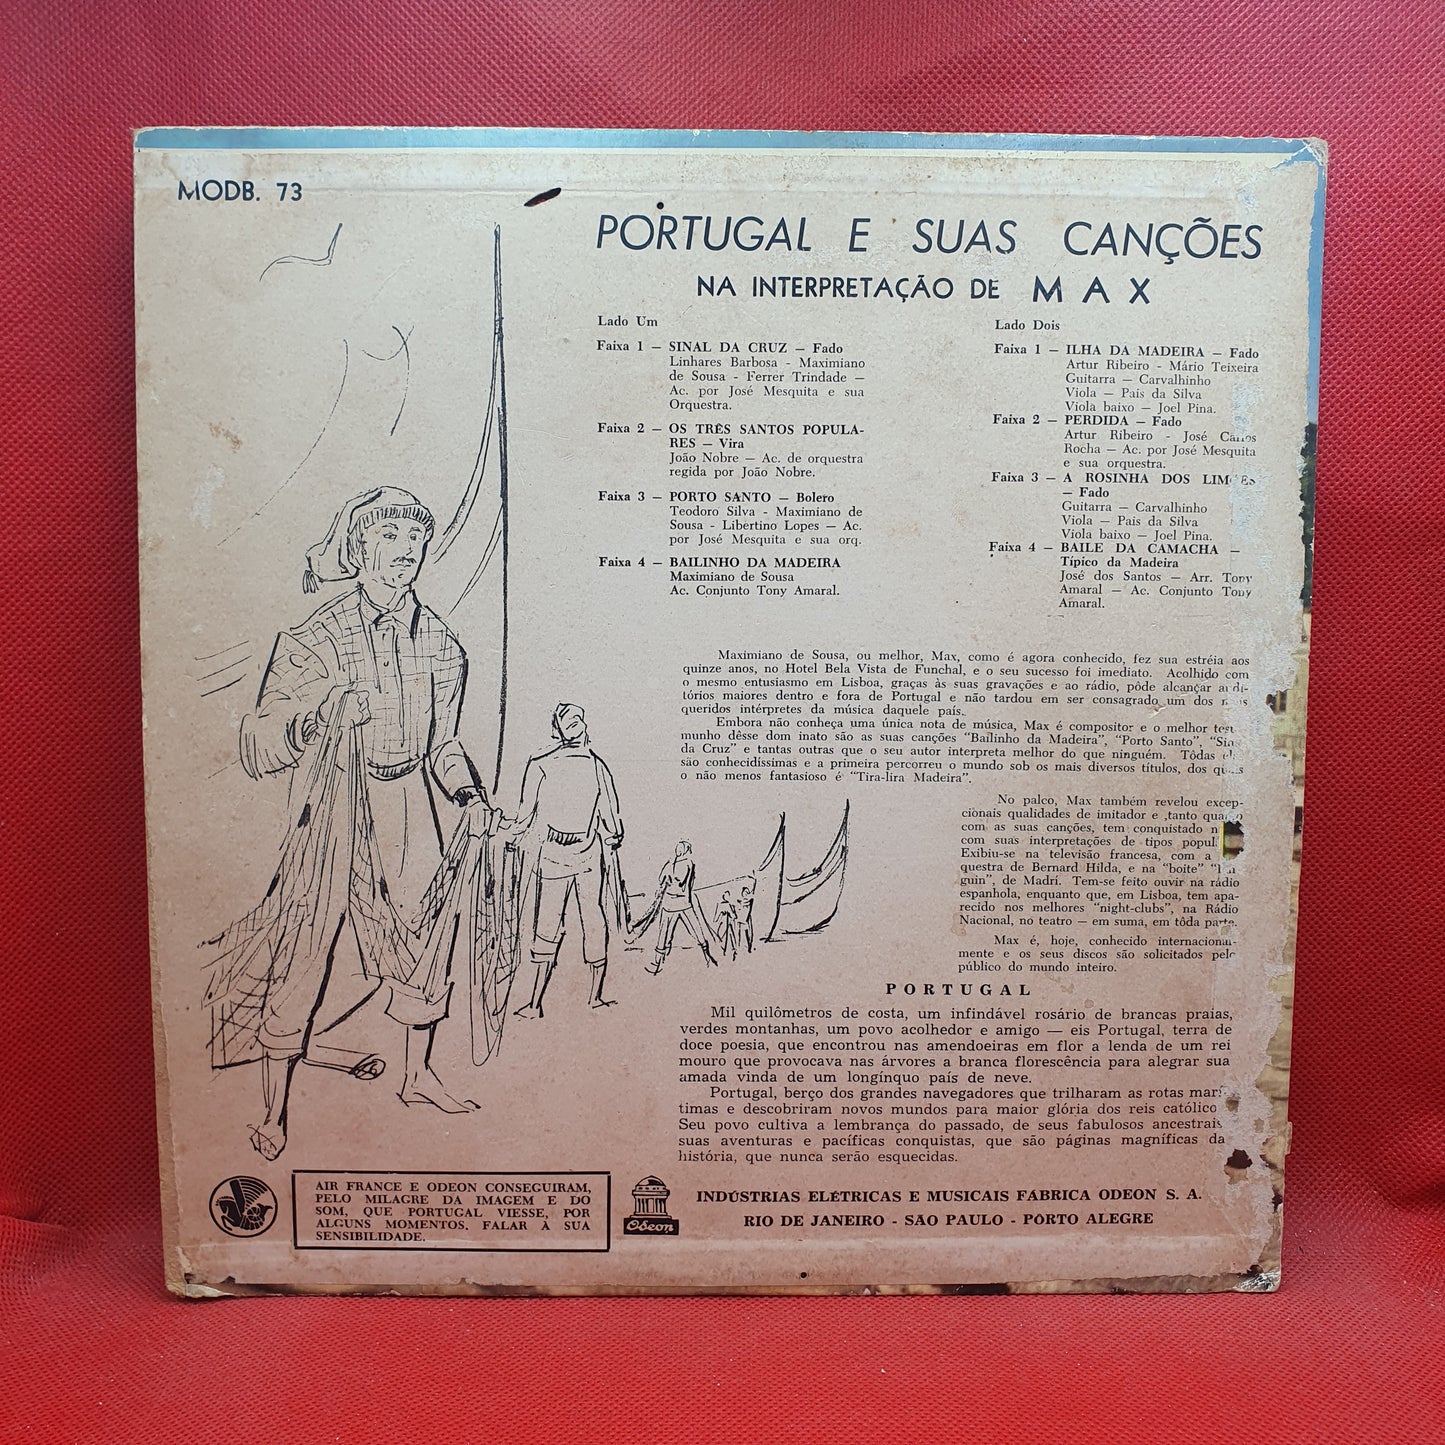 MODB. 73
PORTUGAL E SUAS CANÇÕES
NA INTERPRETAÇÃO DE MAX
Lado Um
Faixa 1 — SINAL DA CRUZ — Fado
Linhares Barbosa - Maximiano
de Sousa - Ferrer Trindade —
Ac. por José Mesquita e sua
Orquestra.
Faixa 2 — OS TRÊS SANTOS POPULA-
RES — Vira
João Nobre — Ac. de orquestra
regida por João Nobre.
Faixa 3 — PORTO SANTO — Bolero
Teodoro Silva - Maximiano de
Sousa - Libertino Lopes — Ac.
por José Mesquita e sua orq.
Faixa 4 — BAILINHO DA MADEIRA
Maximiano de Sousa
Ac. Conjunto Tony Amaral.
Lado Dois
Faixa 1 — ILHA DA MADEIRA — Fado
Artur Ribeiro - Mário Teixeira
Guitarra — Carvalhinho
Viola — Pais da Silva
Viola baixo — Joel Pina.
Faixa 2 — PERDIDA — Fado
Artur Ribeiro - José Carlos
Rocha — Ac. por José Mesquita
e sua orquestra.
Faixa 3 — A ROSINHA DOS LIMÕES
— Fado
Guitarra — Carvalhinho
Viola — Pais da Silva
Viola baixo — Joel Pina.
Faixa 4 — BAILE DA CAMACHA —
Típico da Madeira
José dos Santos — Arr. Tony
Amaral — Ac. Conjunto Tony
Amaral.
Maximiano de Sousa, ou melhor, Max, como é agora conhecido, fez sua estréia aos
quinze anos, no Hotel Bela Vista de Funchal, e o seu sucesso foi imediato. Acolhido com
o mesmo entusiasmo em Lisboa, graças às suas gravações e ao rádio, pôde alcançar audi-
tórios maiores dentro e fora de Portugal e não tardou em ser consagrado um dos mais
queridos intérpretes da música daquele país.
Embora não conheça uma única nota de música, Max é compositor e o melhor
munho dêsse dom inato são as suas canções "Bailinho da Madeira", "Porto Santo",
da Cruz" e tantas outras que o seu autor interpreta melhor do que ninguém. Tôdas
são conhecidíssimas e a primeira percorreu o mundo sob os mais diversos títulos, dos quais
o não menos fantasioso é "Tira-lira Madeira".
No palco, Max também revelou excep-
cionais qualidades de imitador e ,tanto quanto
com as suas canções, tem conquistado
com suas interpretações de tipos
Exibiu-se na televisão francesa, com a
questra de Bernard Hilda, e na "boite"
guin", de Madrí. Tem-se feito ouvir na rádio
espanhola, enquanto que, em Lisboa, tem apa-
recido nos melhores "night-clubs", na Rádio
Nacional, no teatro — em suma, em tôda parte.
Max é, hoje, conhecido internacional-
mente e os seus discos são solicitados pelo
público do mundo inteiro.
PORTUGAL
Mil quilômetros de costa, um infindável rosário de brancas praias,
verdes montanhas, um povo acolhedor e amigo — eis Portugal, terra de
doce poesia, que encontrou nas amendoeiras em flor a lenda de um rei
mouro que provocava nas árvores a branca florescência para alegrar sua
amada vinda de um longínquo país de neve.
Portugal, berço dos grandes navegadores que trilharam as rotas marí-
timas e descobriram novos mundos para maior glória dos reis católicos
Seu povo cultiva a lembrança do passado, de seus fabulosos ancestrais
suas aventuras e pacíficas conquistas, que são páginas magníficas da
história, que nunca serão esquecidas.
AIR FRANCE E ODEON CONSEGUIRAM,
PELO MILAGRE DA IMAGEM E DO
SOM, QUE PORTUGAL VIESSE, POR
ALGUNS MOMENTOS, FALAR À SUA
SENSIBILIDADE.
Odeon
INDÚSTRIAS ELÉTRICAS E MUSICAIS FABRICA ODEON S. A.
RIO DE JANEIRO - SÃO PAULO - PÔRTO ALEGRE